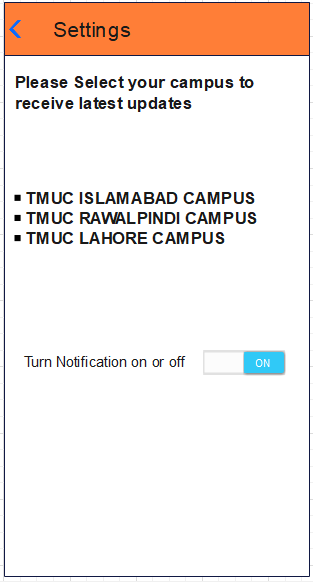 Settings
Please Select your campus to
receive latest updates
▪ TMUC ISLAMABAD CAMPUS
▪ TMUC RAWALPINDI CAMPUS
▪ TMUC LAHORE CAMPUS
Turn Notification on or off ON